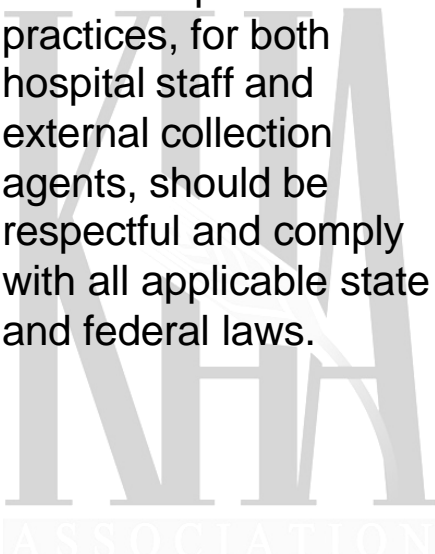 practices, for both
hospital staff and
external collection
agents, should be
respectful and comply
with all applicable state
and federal laws.
KHA
ASSOCIATION